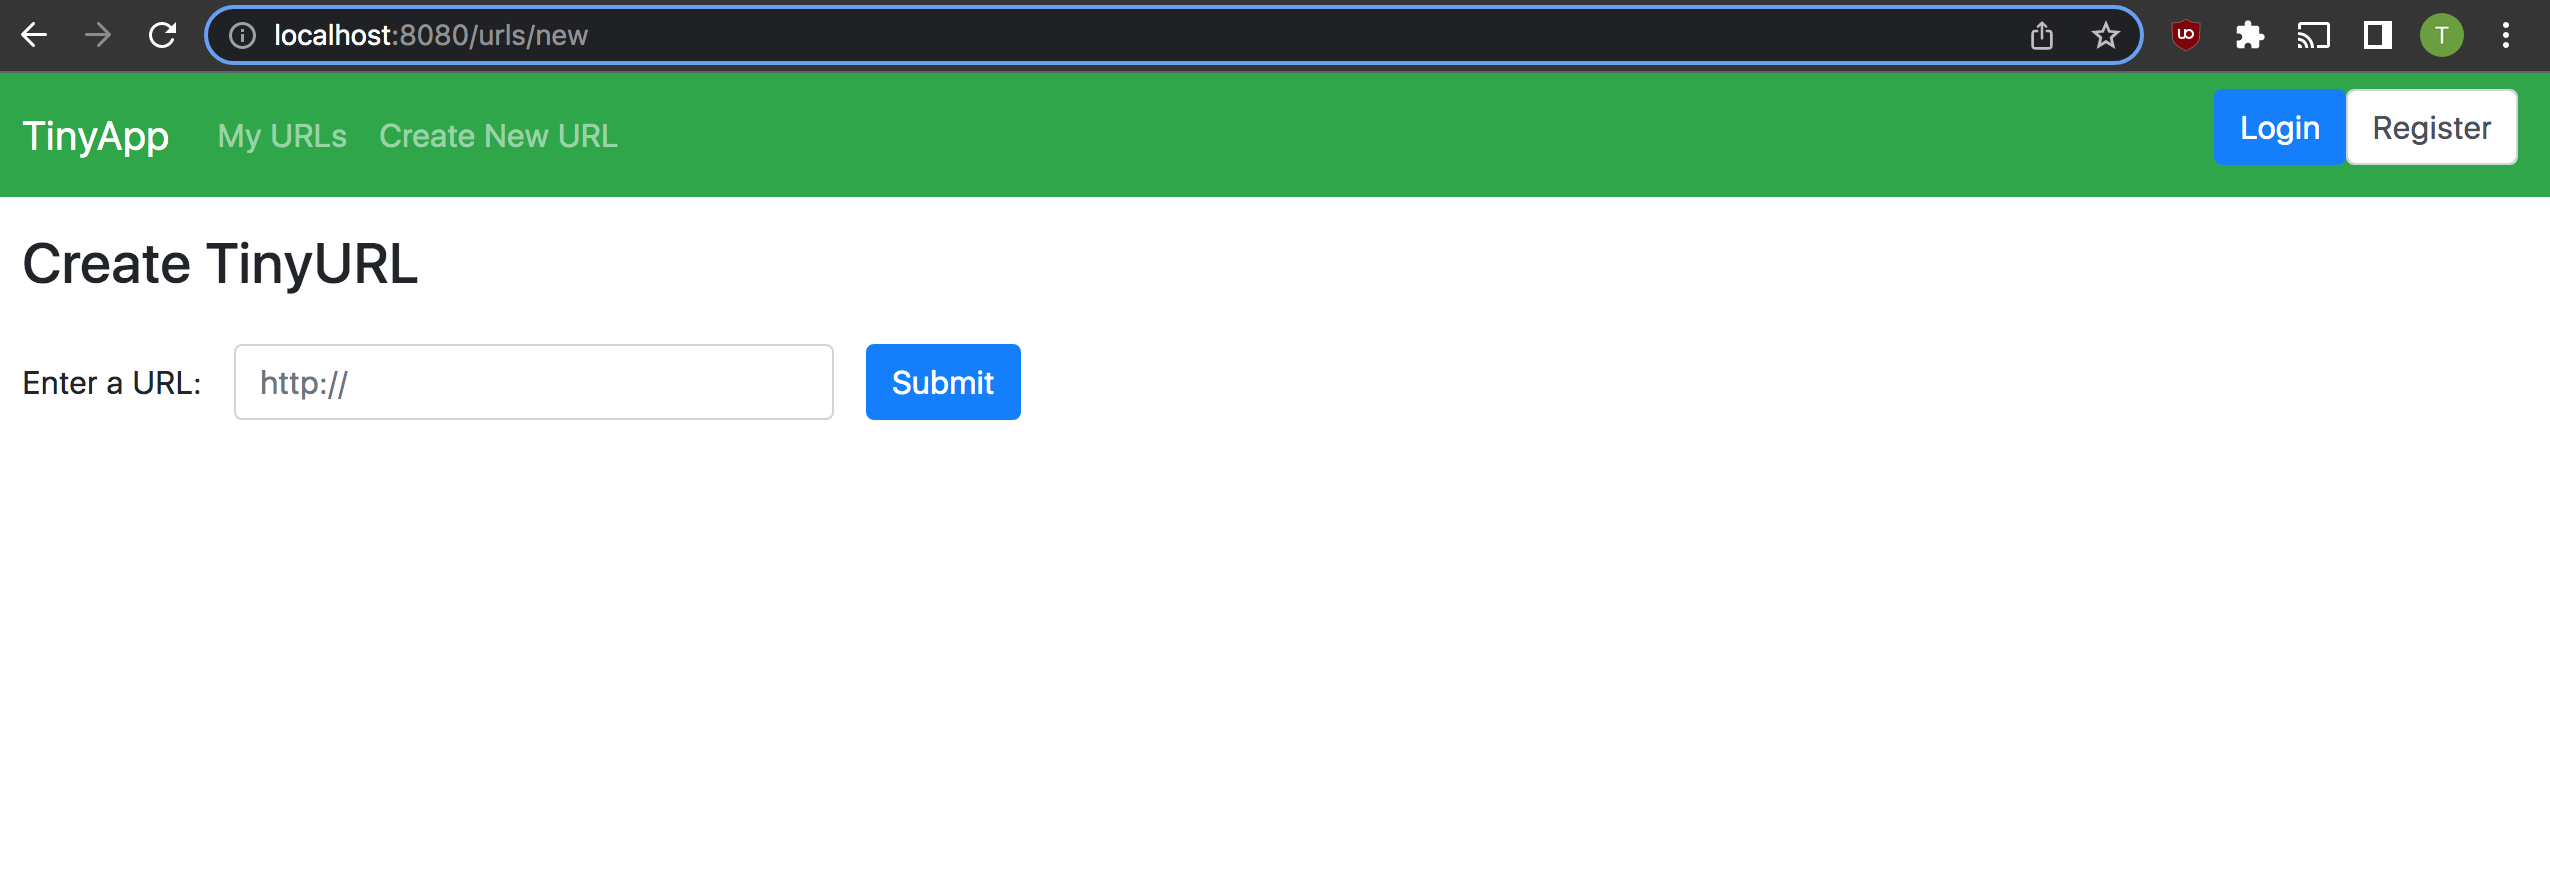 localhost:8080/urls/new
T
TinyApp My URLs Create New URL Login Register
Create TinyURL
Enter a URL: http:// Submit